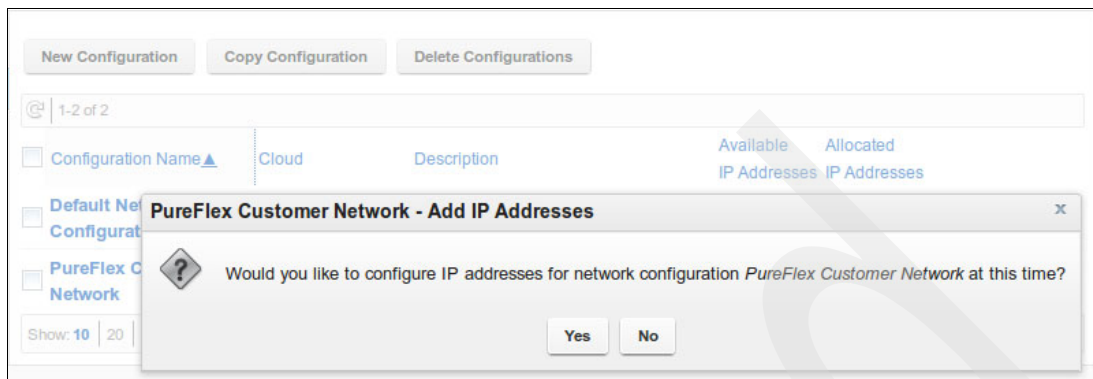 New Configuration Copy Configuration Delete Configurations
1-2 of 2
Configuration Name▲ Cloud Description Available IP Addresses Allocated IP Addresses
Default Net
Configurat
PureFlex C
Network
PureFlex Customer Network - Add IP Addresses x
? Would you like to configure IP addresses for network configuration PureFlex Customer Network at this time?
Yes No
Show: 10 | 20 |